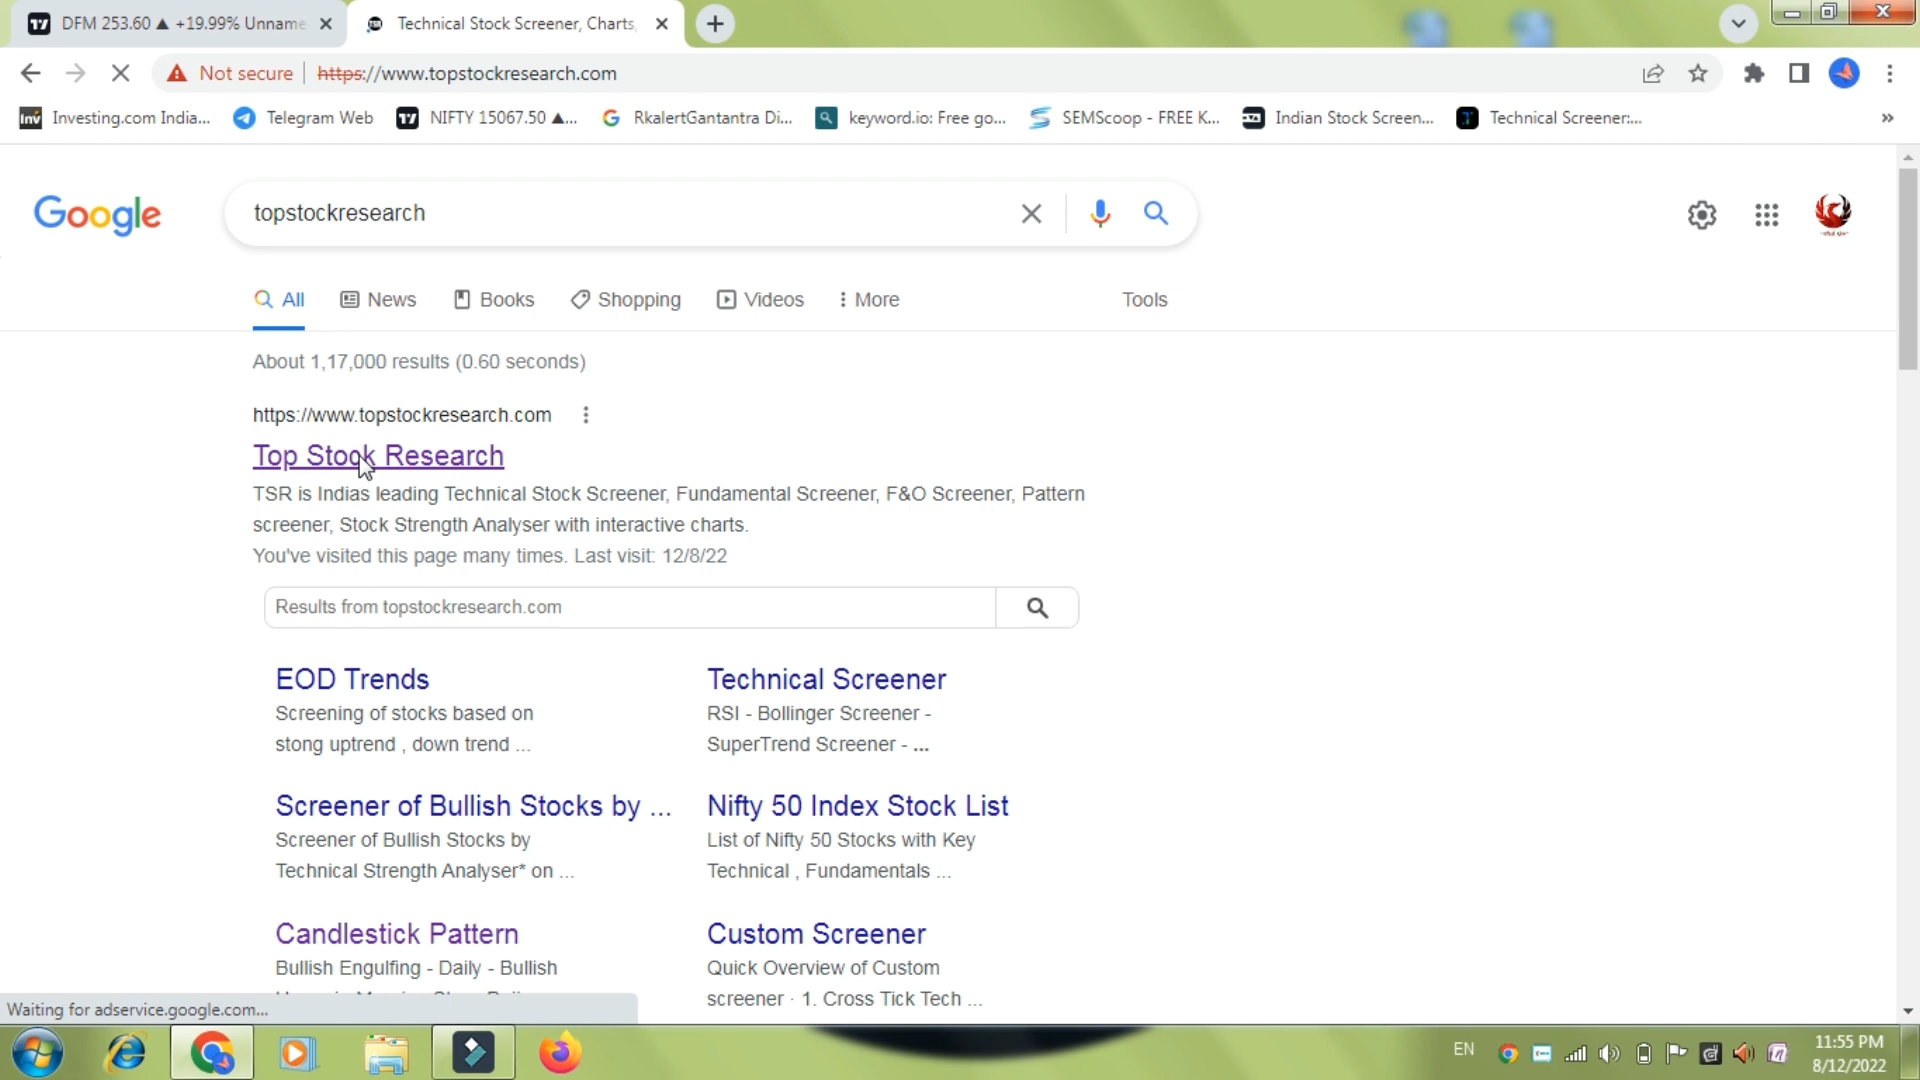 DFM 253.60 ▲ +19.99% Unname
Technical Stock Screener, Charts,
Not secure https://www.topstockresearch.com
Investing.com India...
Telegram Web
NIFTY 15067.50 ▲...
RkalertGantantra Di...
keyword.io: Free go...
SEMScoop - FREE K...
Indian Stock Screen...
Technical Screener:...
Google
topstockresearch
All
News
Books
Shopping
Videos
More
Tools
About 1,17,000 results (0.60 seconds)
https://www.topstockresearch.com
Top Stock Research
TSR is Indias leading Technical Stock Screener, Fundamental Screener, F&O Screener, Pattern
screener, Stock Strength Analyser with interactive charts.
You've visited this page many times. Last visit: 12/8/22
Results from topstockresearch.com
EOD Trends
Screening of stocks based on
stong uptrend , down trend ...
Technical Screener
RSI - Bollinger Screener -
SuperTrend Screener - ...
Screener of Bullish Stocks by ...
Screener of Bullish Stocks by
Technical Strength Analyser* on ...
Nifty 50 Index Stock List
List of Nifty 50 Stocks with Key
Technical , Fundamentals ...
Candlestick Pattern
Bullish Engulfing - Daily - Bullish
Custom Screener
Quick Overview of Custom
screener · 1. Cross Tick Tech ...
Waiting for adservice.google.com...
EN
11:55 PM
8/12/2022